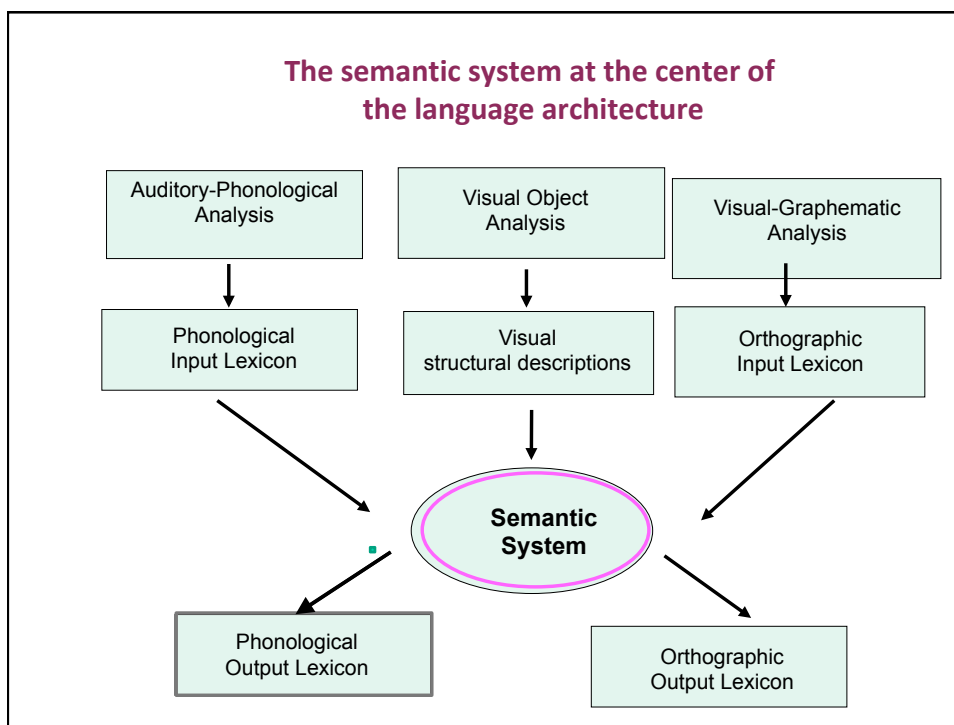 The semantic system at the center of
the language architecture
Auditory-Phonological
Analysis
Visual Object
Analysis
Visual-Graphematic
Analysis
Phonological
Input Lexicon
Visual
structural descriptions
Orthographic
Input Lexicon
Semantic
System
Phonological
Output Lexicon
Orthographic
Output Lexicon